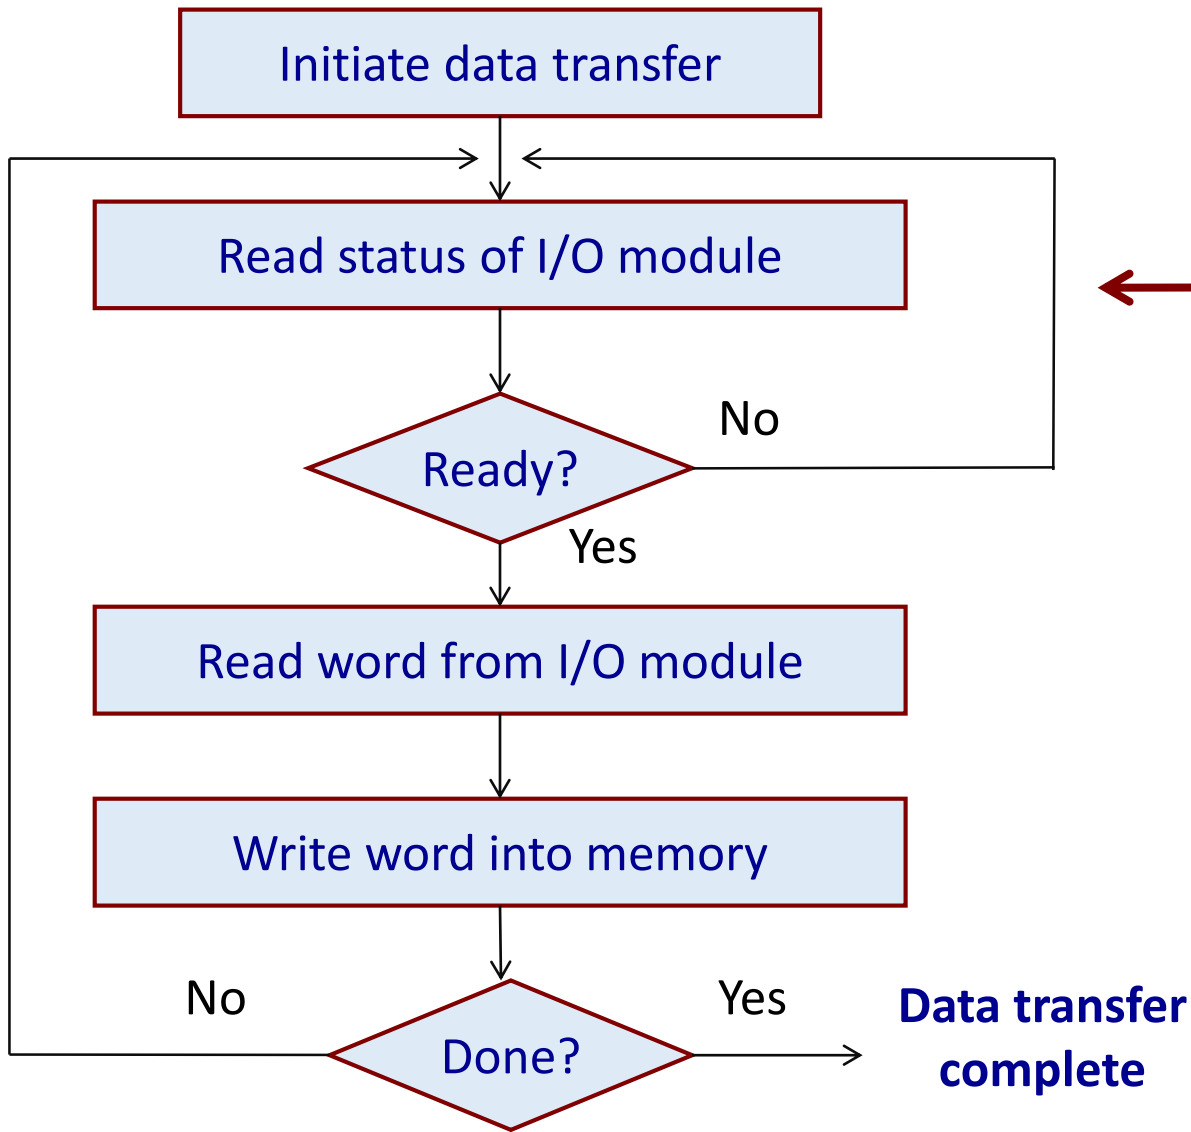 Initiate data transfer
Read status of I/O module
No
Ready?
Yes
Read word from I/O module
Write word into memory
No
Yes
Done?
Data transfer
complete